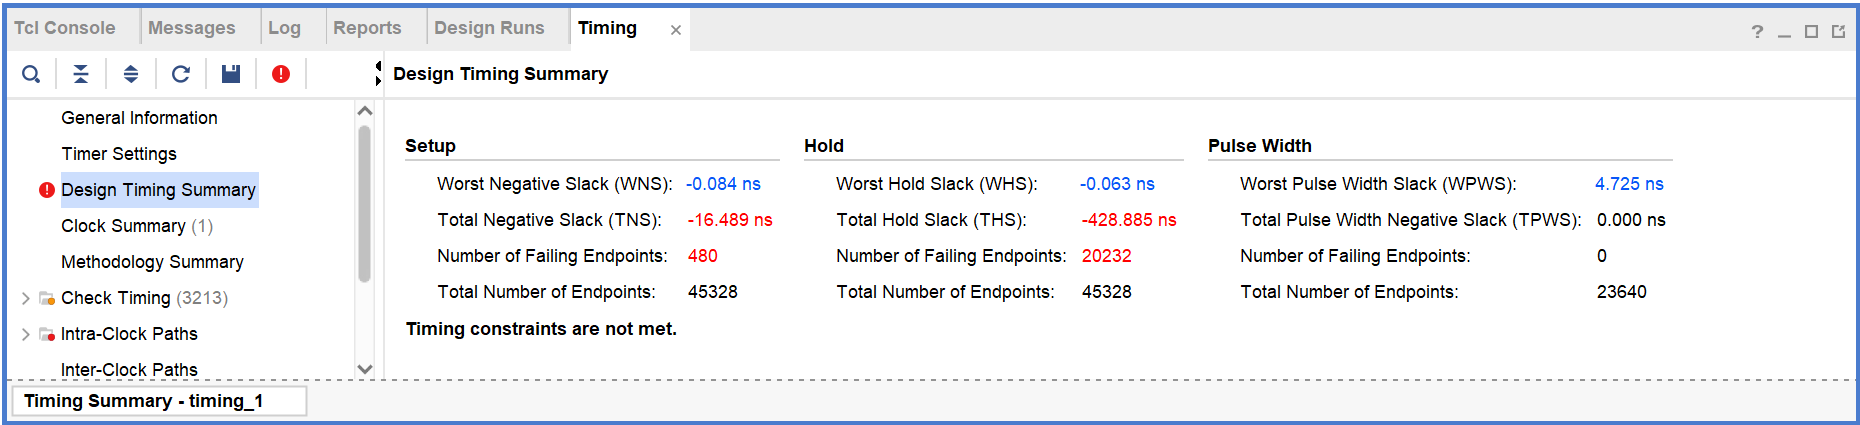 Tcl Console Messages Log Reports Design Runs Timing
Design Timing Summary
General Information
Timer Settings
Design Timing Summary
Clock Summary (1)
Methodology Summary
Check Timing (3213)
Intra-Clock Paths
Inter-Clock Paths
Setup
Worst Negative Slack (WNS): -0.084 ns
Total Negative Slack (TNS): -16.489 ns
Number of Failing Endpoints: 480
Total Number of Endpoints: 45328
Hold
Worst Hold Slack (WHS): -0.063 ns
Total Hold Slack (THS): -428.885 ns
Number of Failing Endpoints: 20232
Total Number of Endpoints: 45328
Pulse Width
Worst Pulse Width Slack (WPWS): 4.725 ns
Total Pulse Width Negative Slack (TPWS): 0.000 ns
Number of Failing Endpoints: 0
Total Number of Endpoints: 23640
Timing constraints are not met.
Timing Summary - timing_1